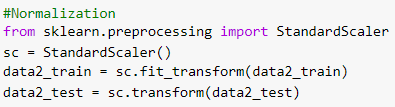 #Normalization
from sklearn.preprocessing import StandardScaler
sc = StandardScaler()
data2_train = sc.fit_transform(data2_train)
data2_test = sc.transform(data2_test)